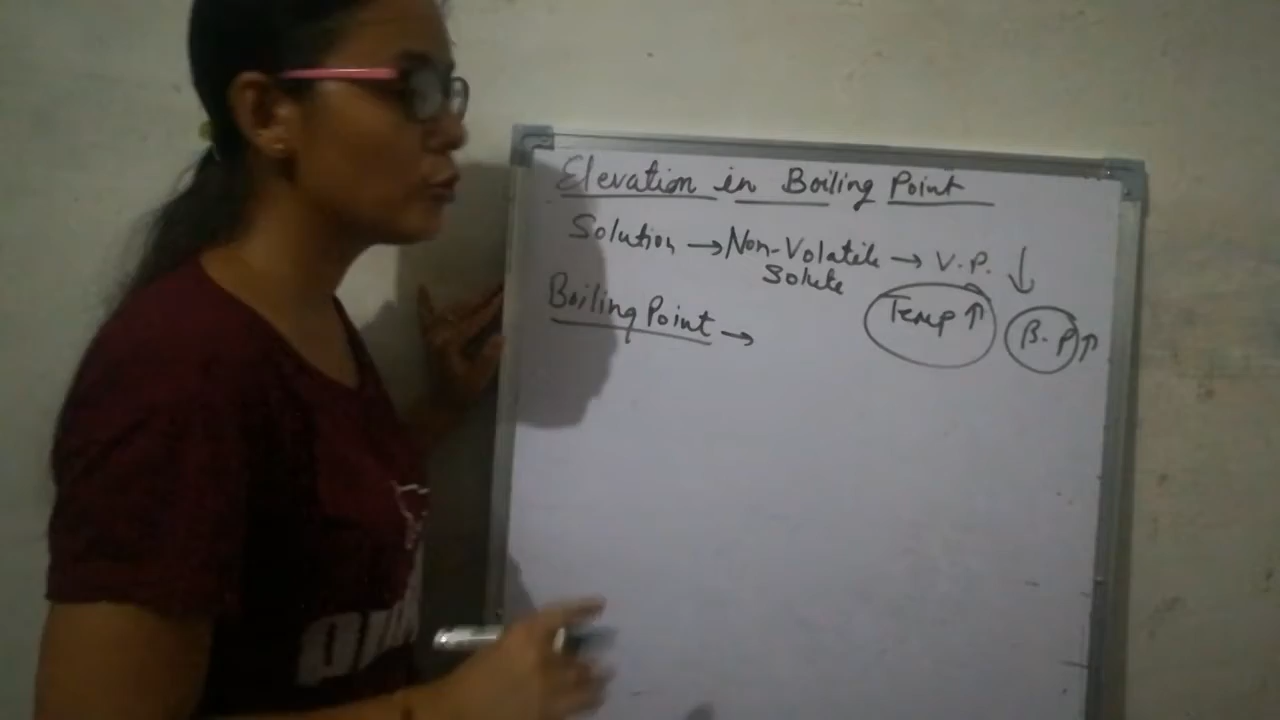 Elevation in Boiling Point
Solution → Non-Volatile Solute → V.P. ↓
Temp ↑ B.P ↑
Boiling Point →